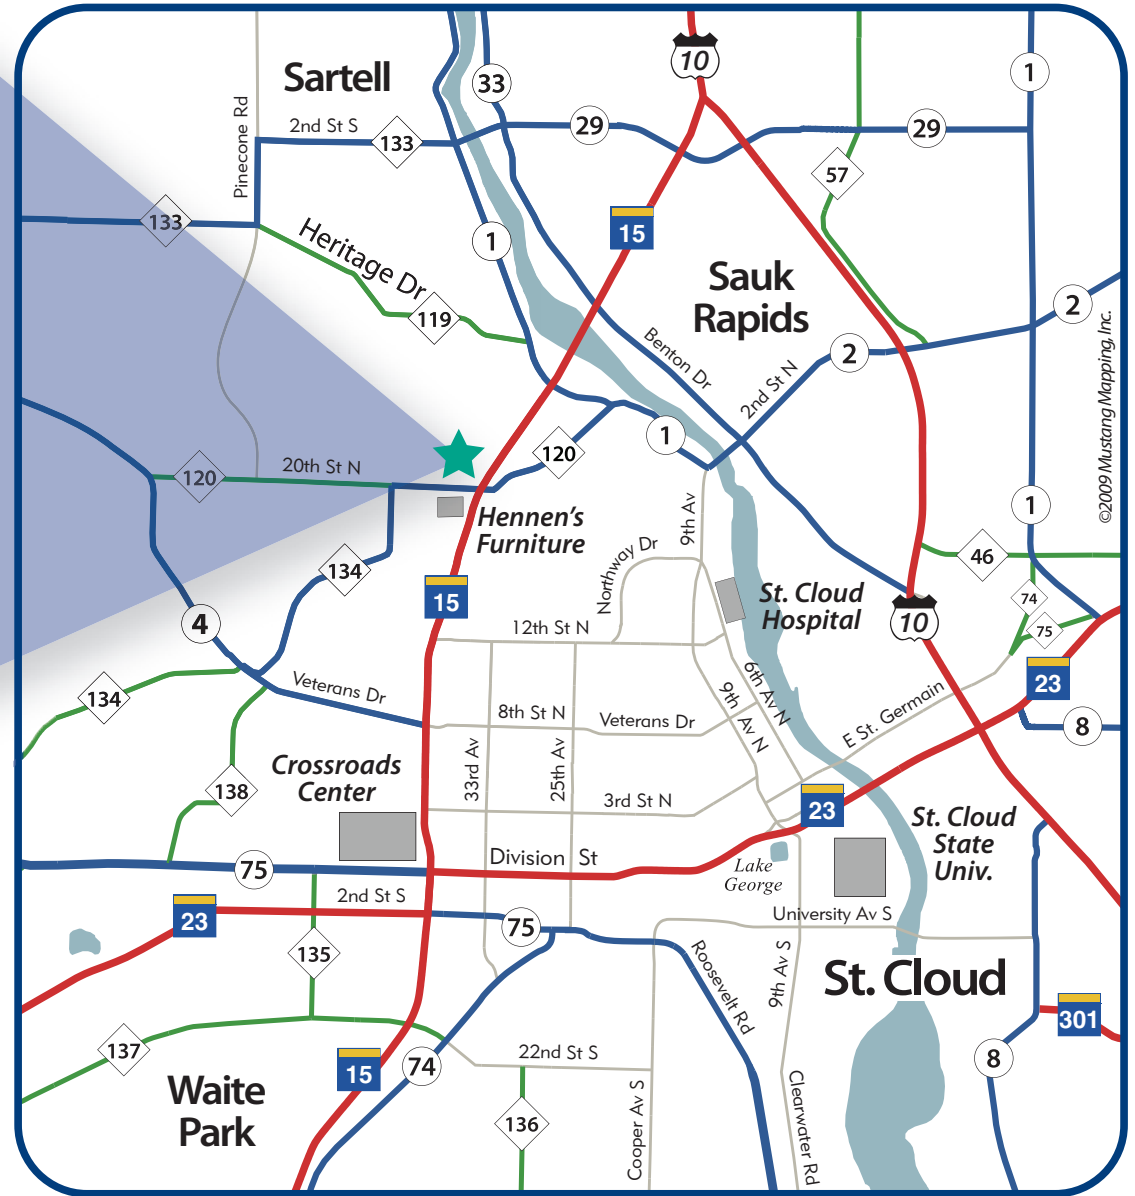 10
33
1
Sartell
2nd St S
133
29
29
Pinecone Rd
57
133
15
1
Heritage Dr
Sauk
Rapids
119
2
2
Benton Dr
2nd St N
©2009 Mustang Mapping, Inc.
1
120
120
20th St N
Hennen's
Furniture
9th Av
1
46
Northway Dr
134
St. Cloud
Hospital
74
15
10
75
4
12th St N
23
6th Av N
134
Veterans Dr
9th Av N
E St. Germain
8th St N
Veterans Dr
8
33rd Av
25th Av
Crossroads
Center
138
3rd St N
23
St. Cloud
State
Univ.
Division St
Lake
George
75
2nd St S
23
75
University Av S
135
Roosevelt Rd
9th Av S
St. Cloud
301
137
22nd St S
8
15
74
Waite
Park
136
Cooper Av S
Clearwater Rd